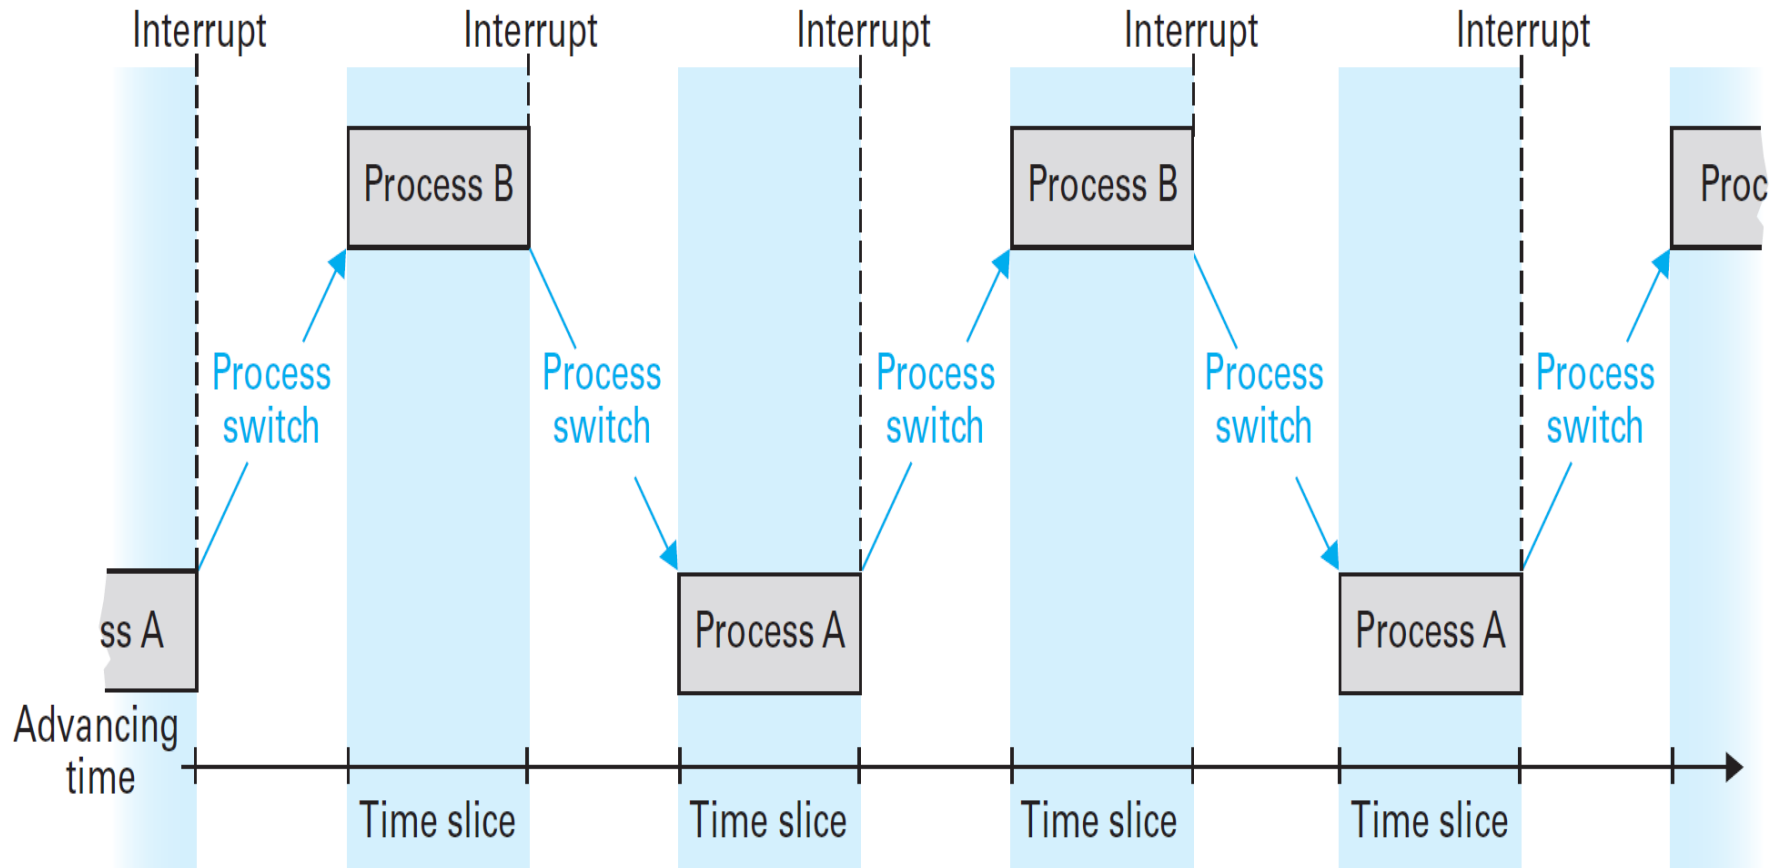 Interrupt Interrupt Interrupt Interrupt Interrupt
Process B Process B Proc
Process Process Process Process Process
switch switch switch switch switch
ss A Process A Process A
Advancing
time
Time slice Time slice Time slice Time slice